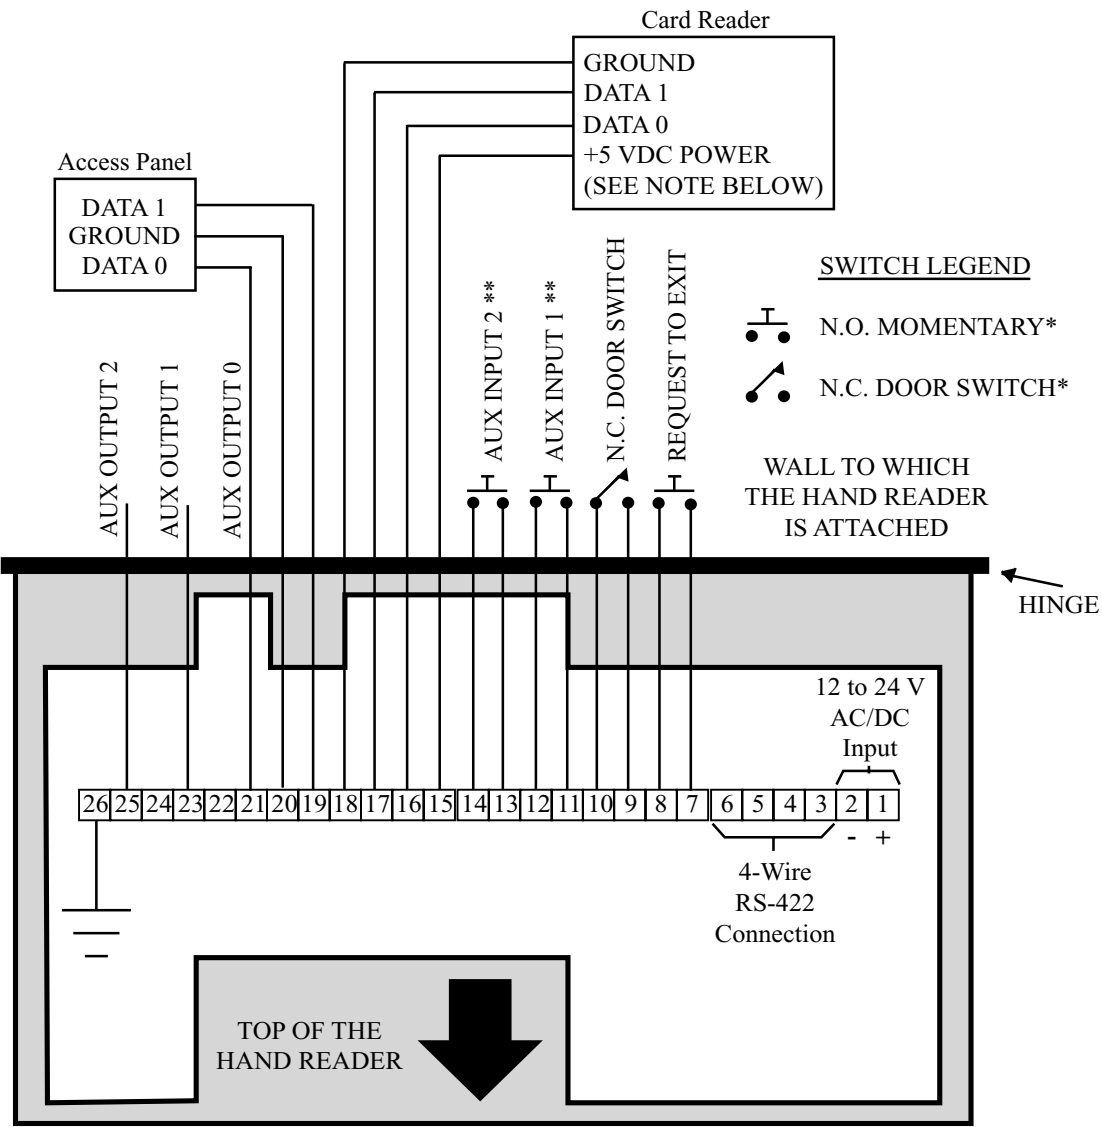 Card Reader
GROUND
DATA 1
DATA 0
+5 VDC POWER
(SEE NOTE BELOW)
Access Panel
DATA 1
GROUND
DATA 0
AUX OUTPUT 2
AUX OUTPUT 1
AUX OUTPUT 0
AUX INPUT 2 **
AUX INPUT 1 **
N.C. DOOR SWITCH
REQUEST TO EXIT
SWITCH LEGEND
N.O. MOMENTARY*
N.C. DOOR SWITCH*
WALL TO WHICH
THE HAND READER
IS ATTACHED
HINGE
12 to 24 V
AC/DC
Input
26 25 24 23 22 21 20 19 18 17 16 15 14 13 12 11 10 9 8 7 6 5 4 3 2 1
- +
4-Wire
RS-422
Connection
TOP OF THE
HAND READER